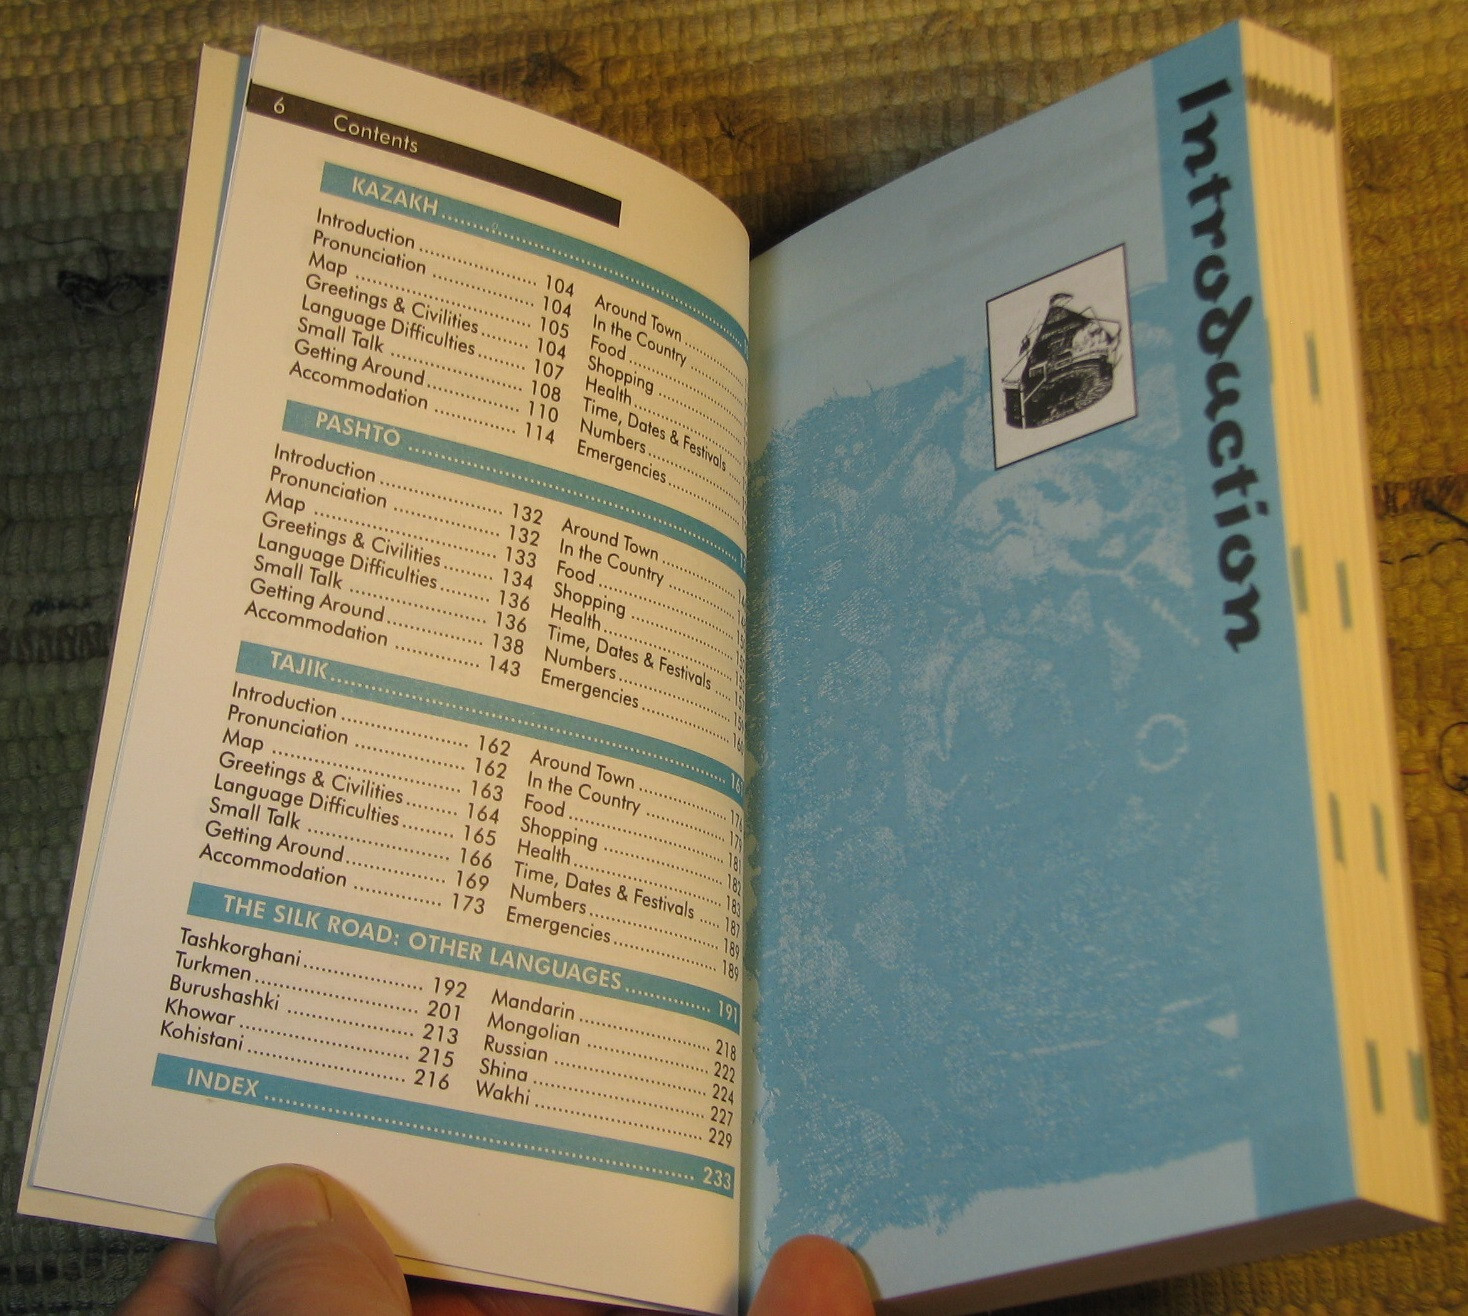 6 Contents
KAZAKH
Introduction 104
Pronunciation 104
Map 105
Greetings & Civilities 104
Language Difficulties 107
Small Talk 108
Getting Around 110
Accommodation 114
Around Town
In the Country
Food
Shopping
Health
Time, Dates & Festivals
Numbers
Emergencies
PASHTO
Introduction 132
Pronunciation 132
Map 133
Greetings & Civilities 134
Language Difficulties 136
Small Talk 136
Getting Around 138
Accommodation 143
Around Town
In the Country
Food
Shopping
Health
Time, Dates & Festivals
Numbers
Emergencies
TAJIK
Introduction 162
Pronunciation 162
Map 163
Greetings & Civilities 164
Language Difficulties 165
Small Talk 166
Getting Around 169
Accommodation 173
Around Town
In the Country
Food 181
Shopping 182
Health 183
Time, Dates & Festivals 187
Numbers 189
Emergencies 189
THE SILK ROAD: OTHER LANGUAGES 191
Tashkorghani 192
Turkmen 201
Burushashki 213
Khowar 215
Kohistani 216
Mandarin 218
Mongolian 222
Russian 224
Shina 227
Wakhi 229
INDEX 233
Introduction